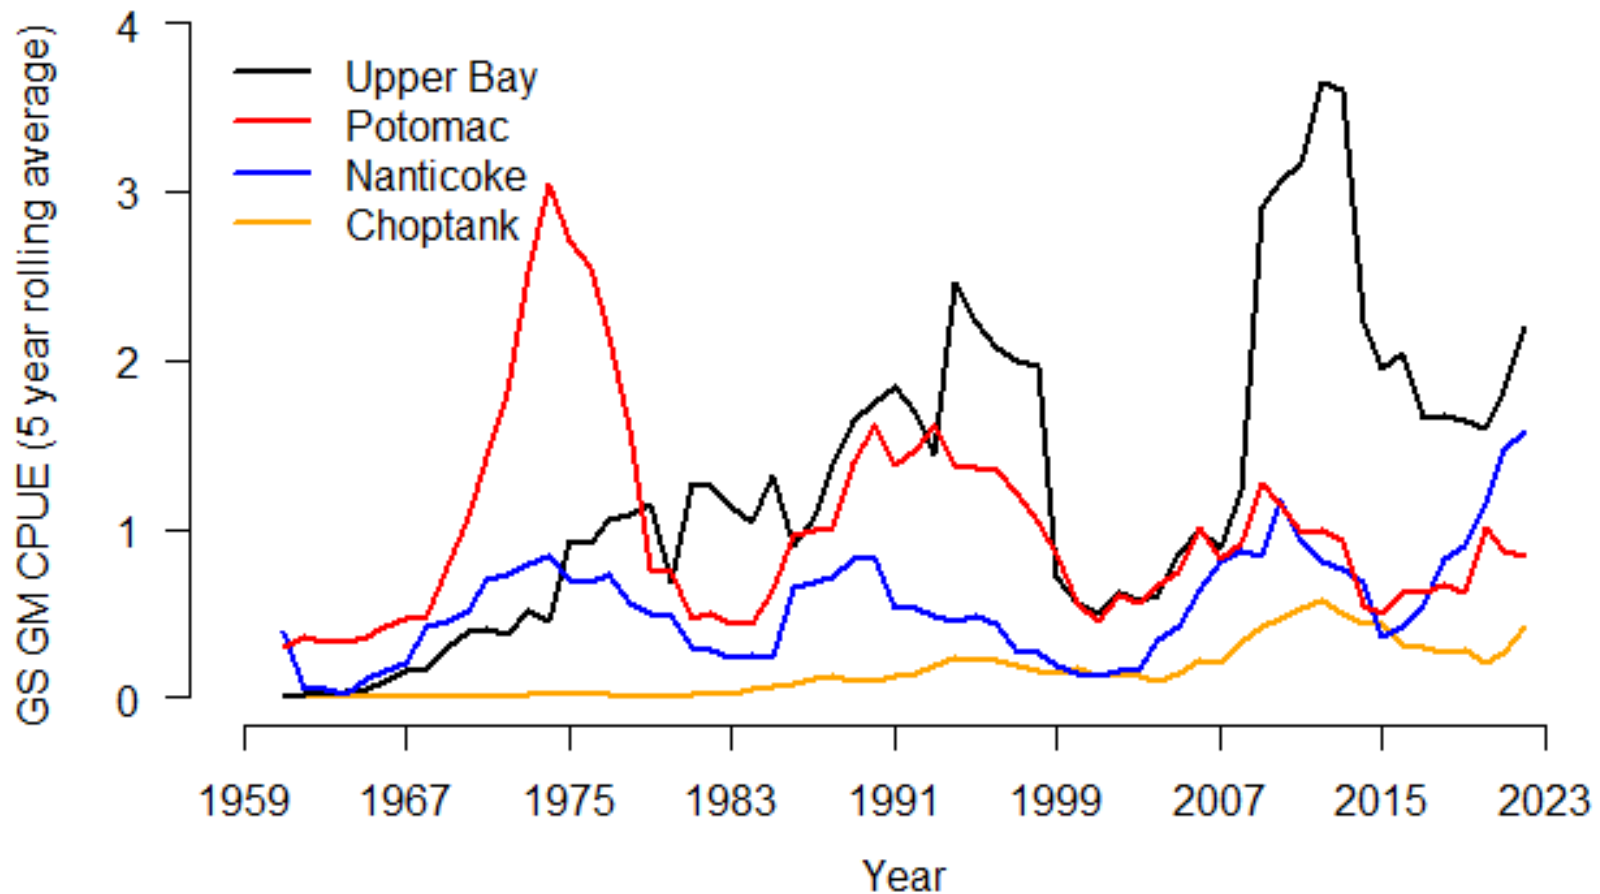 GS GM CPUE (5 year rolling average)
4
3
2
1
0
Upper Bay
Potomac
Nanticoke
Choptank
1959 1967 1975 1983 1991 1999 2007 2015 2023
Year